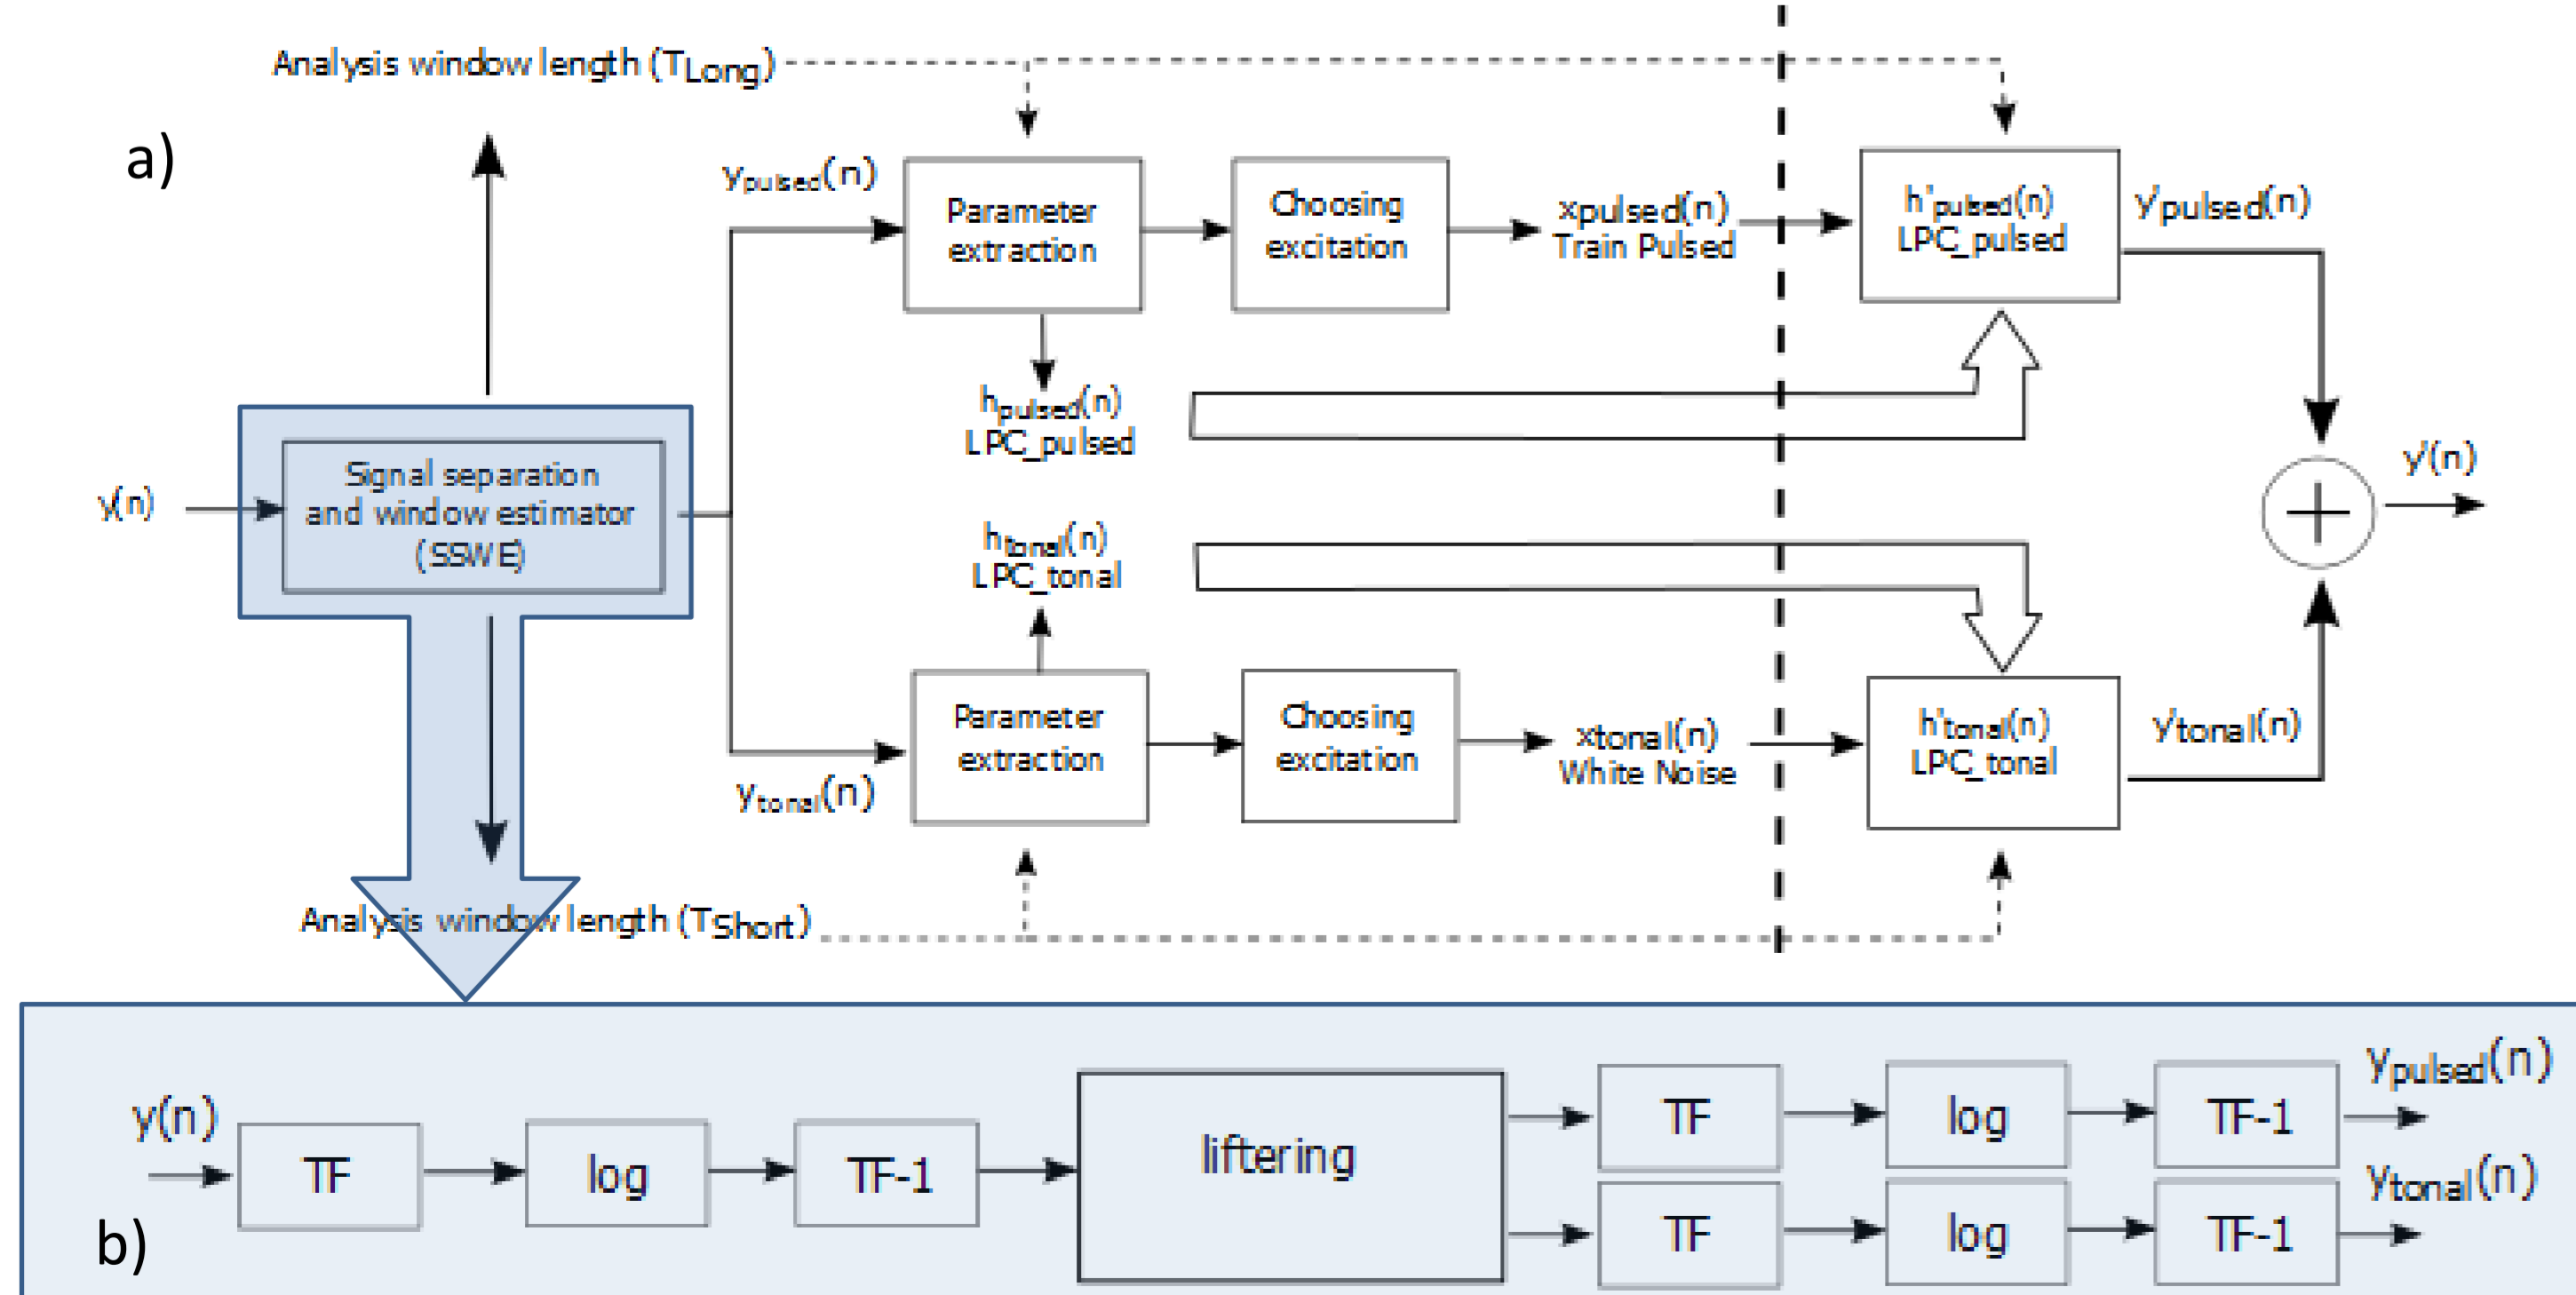 Analysis window length (TLong)
a)
ypulsed(n)
Parameter
extraction
Choosing
excitation
xpulsed(n)
Train Pulsed
h'pulsed(n)
LPC_pulsed
y'pulsed(n)
hpulsed(n)
LPC_pulsed
y(n)
Signal separation
and window estimator
(SSWE)
y'(n)
htonal(n)
LPC_tonal
Parameter
extraction
Choosing
excitation
xtonal(n)
White Noise
h'tonal(n)
LPC_tonal
y'tonal(n)
ytonal(n)
Analysis window length (TShort)
y(n)
TF
log
TF-1
liftering
TF
log
TF-1
ypulsed(n)
TF
log
TF-1
ytonal(n)
b)